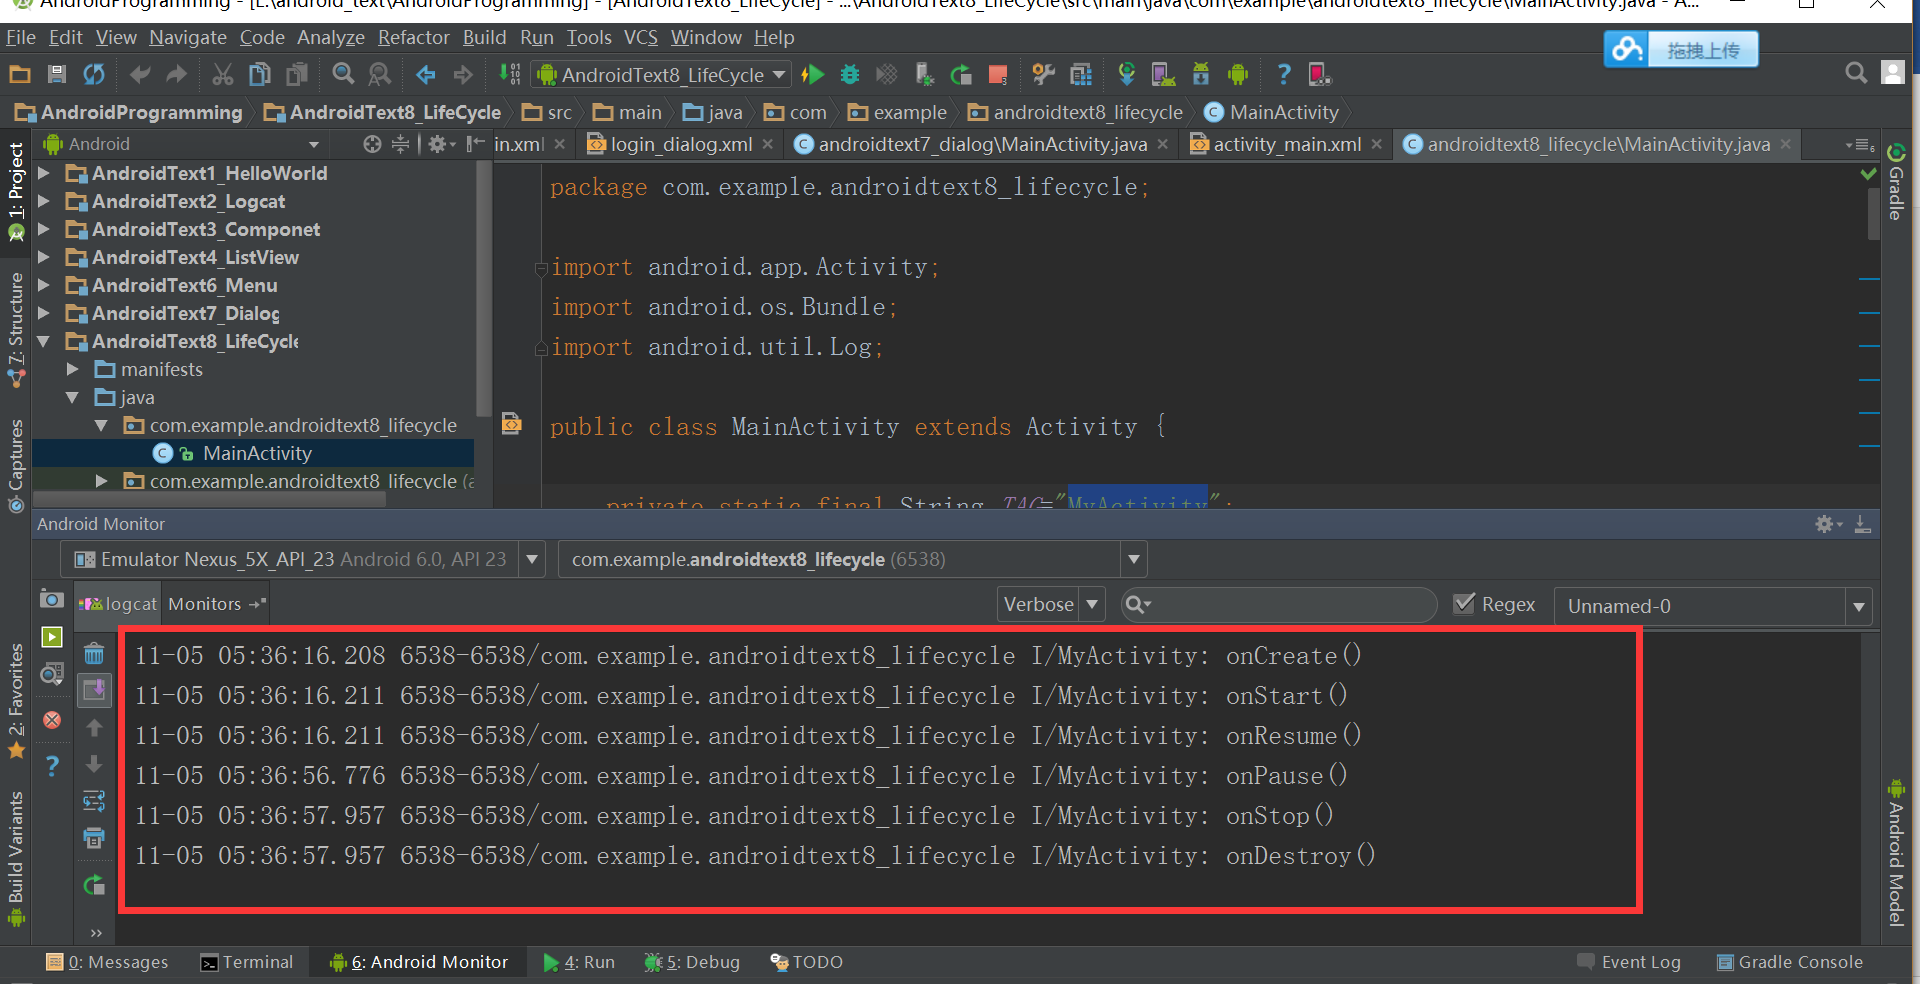 AndroidProgramming - [E:\android_text\AndroidProgramming] - [AndroidText8_LifeCycle] - ...\AndroidText8_LifeCycle\src\main\java\com\example\androidtext8_lifecycle\MainActivity.java - A...
File Edit View Navigate Code Analyze Refactor Build Run Tools VCS Window Help
拖拽上传
AndroidText8_LifeCycle
AndroidProgramming AndroidText8_LifeCycle src main java com example androidtext8_lifecycle MainActivity
Android
in.xml login_dialog.xml androidtext7_dialog\MainActivity.java activity_main.xml androidtext8_lifecycle\MainActivity.java
1: Project
7: Structure
Captures
2: Favorites
Build Variants
AndroidText1_HelloWorld
AndroidText2_Logcat
AndroidText3_Componet
AndroidText4_ListView
AndroidText6_Menu
AndroidText7_Dialog
AndroidText8_LifeCycle
manifests
java
com.example.androidtext8_lifecycle
MainActivity
com.example.androidtext8_lifecycle (a
package com.example.androidtext8_lifecycle;
import android.app.Activity;
import android.os.Bundle;
import android.util.Log;
public class MainActivity extends Activity {
private static final String TAG="MyActivity";
Gradle
Android Model
Android Monitor
Emulator Nexus_5X_API_23 Android 6.0, API 23 com.example.androidtext8_lifecycle (6538)
logcat Monitors Verbose Regex Unnamed-0
11-05 05:36:16.208 6538-6538/com.example.androidtext8_lifecycle I/MyActivity: onCreate()
11-05 05:36:16.211 6538-6538/com.example.androidtext8_lifecycle I/MyActivity: onStart()
11-05 05:36:16.211 6538-6538/com.example.androidtext8_lifecycle I/MyActivity: onResume()
11-05 05:36:56.776 6538-6538/com.example.androidtext8_lifecycle I/MyActivity: onPause()
11-05 05:36:57.957 6538-6538/com.example.androidtext8_lifecycle I/MyActivity: onStop()
11-05 05:36:57.957 6538-6538/com.example.androidtext8_lifecycle I/MyActivity: onDestroy()
0: Messages Terminal 6: Android Monitor 4: Run 5: Debug TODO Event Log Gradle Console